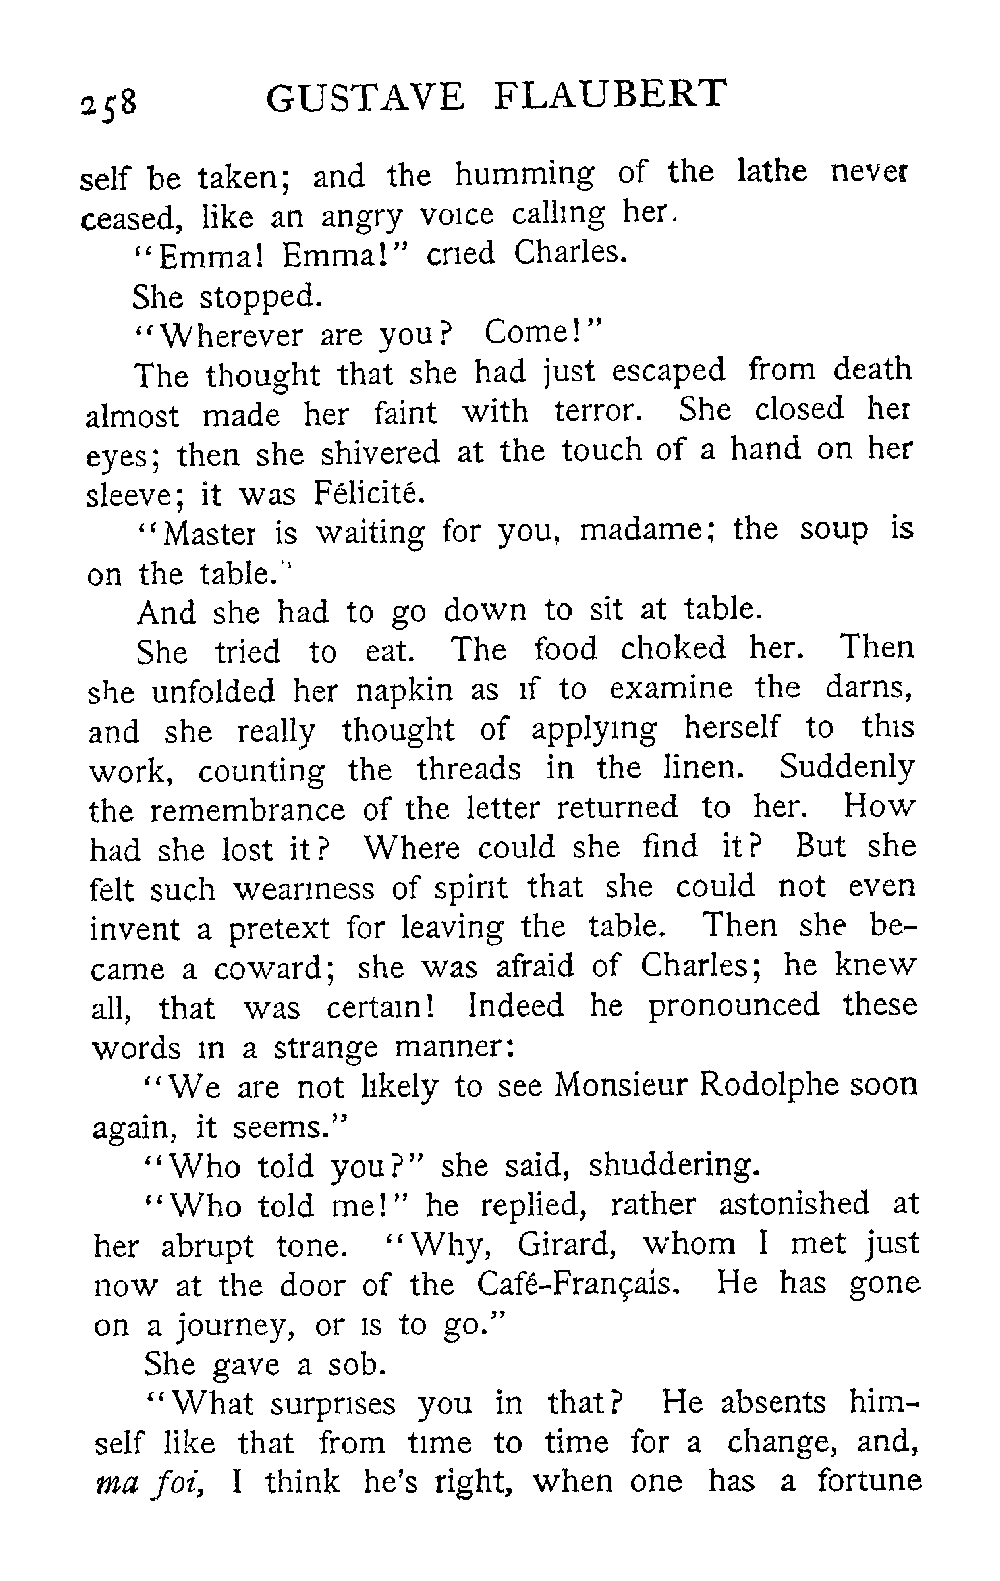 258 GUSTAVE FLAUBERT
self be taken; and the humming of the lathe never
ceased, like an angry voice calling her.
"Emma! Emma!" cried Charles.
She stopped.
"Wherever are you? Come!"
The thought that she had just escaped from death
almost made her faint with terror. She closed her
eyes; then she shivered at the touch of a hand on her
sleeve; it was Félicité.
"Master is waiting for you, madame; the soup is
on the table."
And she had to go down to sit at table.
She tried to eat. The food choked her. Then
she unfolded her napkin as if to examine the darns,
and she really thought of applying herself to this
work, counting the threads in the linen. Suddenly
the remembrance of the letter returned to her. How
had she lost it? Where could she find it? But she
felt such weariness of spirit that she could not even
invent a pretext for leaving the table. Then she be-
came a coward; she was afraid of Charles; he knew
all, that was certain! Indeed he pronounced these
words in a strange manner:
"We are not likely to see Monsieur Rodolphe soon
again, it seems."
"Who told you?" she said, shuddering.
"Who told me!" he replied, rather astonished at
her abrupt tone. "Why, Girard, whom I met just
now at the door of the Café-Français. He has gone
on a journey, or is to go."
She gave a sob.
"What surprises you in that? He absents him-
self like that from time to time for a change, and,
ma foi, I think he's right, when one has a fortune